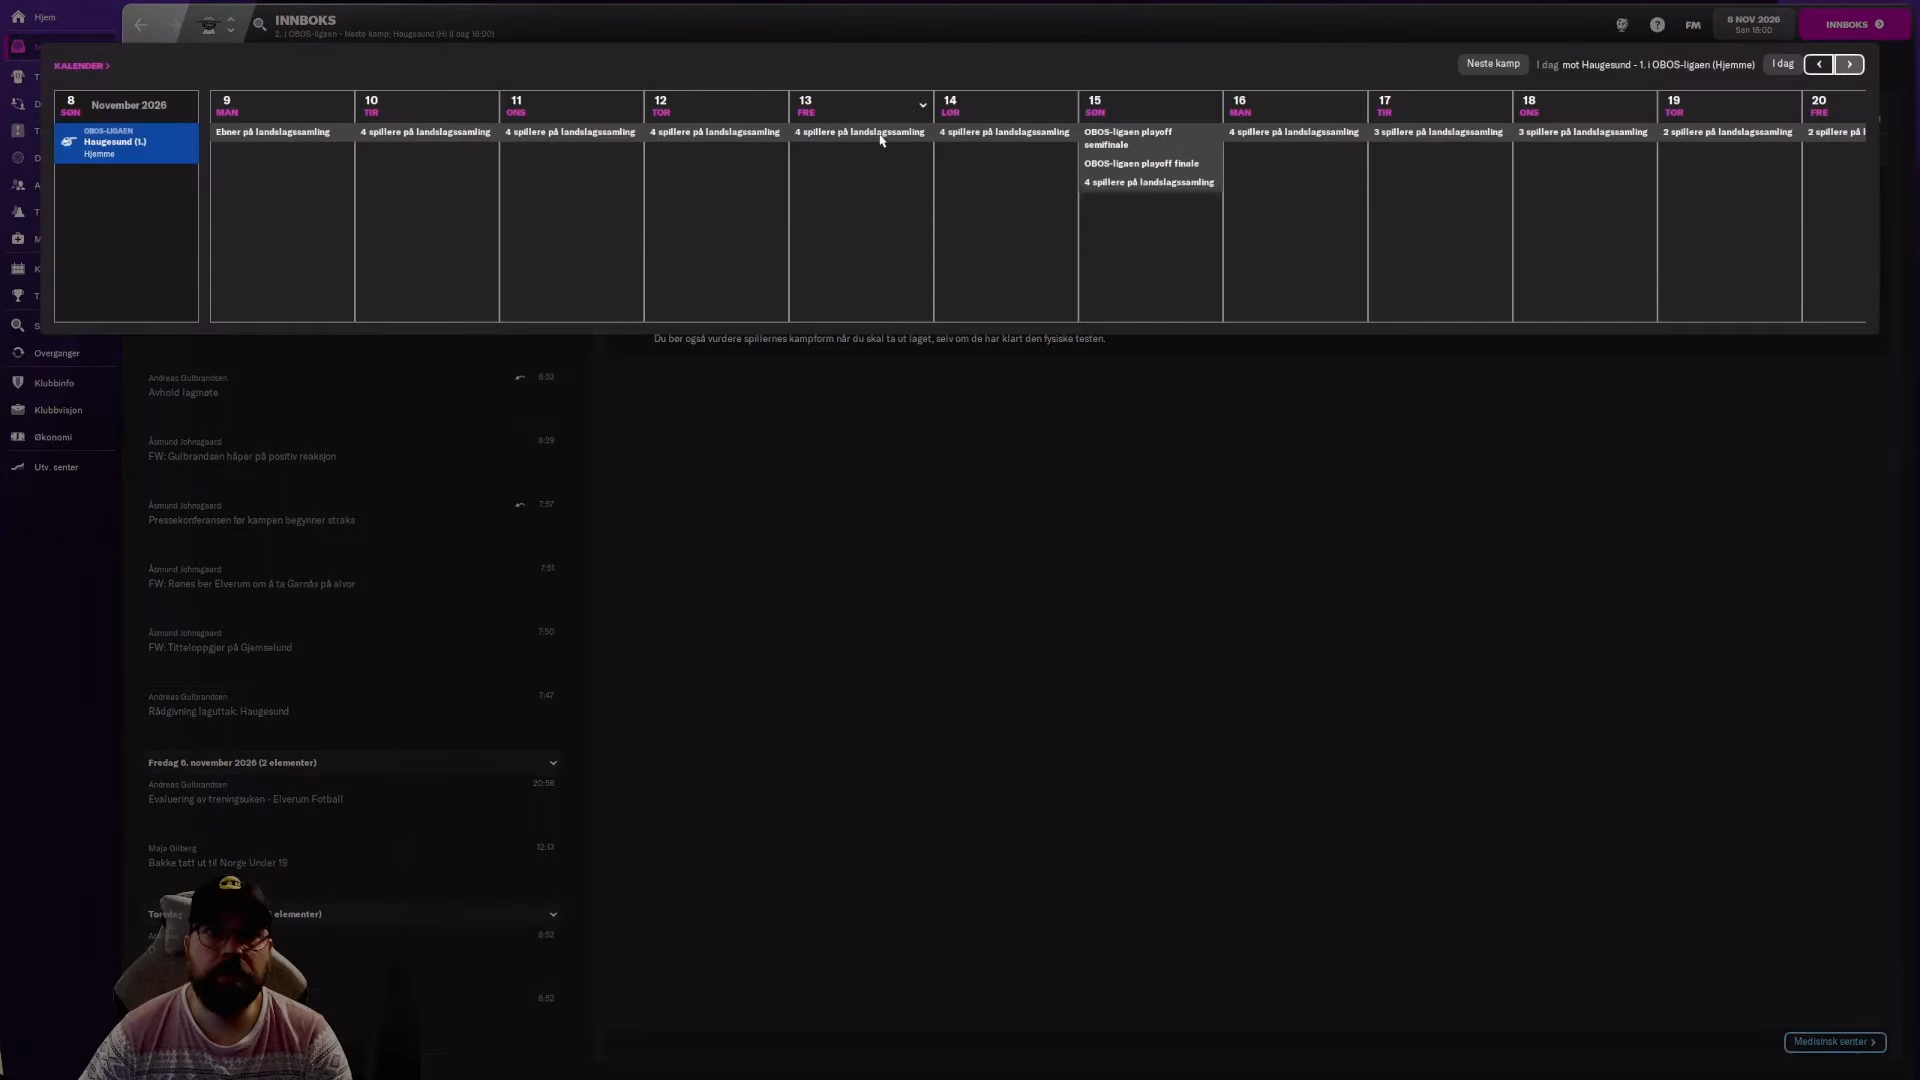 Hjem
INNBOKS
2. i OBOS-ligaen - Neste kamp: Haugesund (H) (I dag 18:00)
FM
8 NOV 2026
Søn 18:00
INNBOKS
KALENDER >
Neste kamp
I dag mot Haugesund - 1. i OBOS-ligaen (Hjemme)
I dag
8
SØN
November 2026
OBOS-LIGAEN
Haugesund (1.)
Hjemme
9
MAN
Ebner på landslagssamling
10
TIR
4 spillere på landslagssamling
11
ONS
4 spillere på landslagssamling
12
TOR
4 spillere på landslagssamling
13
FRE
4 spillere på landslagssamling
14
LØR
4 spillere på landslagssamling
15
SØN
OBOS-ligaen playoff
semifinale
OBOS-ligaen playoff finale
4 spillere på landslagssamling
16
MAN
4 spillere på landslagssamling
17
TIR
3 spillere på landslagssamling
18
ONS
3 spillere på landslagssamling
19
TOR
2 spillere på landslagssamling
20
FRE
2 spillere på l
Overganger
Klubbinfo
Klubbvisjon
Økonomi
Utv. senter
Du bør også vurdere spillernes kampform når du skal ta ut laget, selv om de har klart den fysiske testen.
Andreas Gulbrandsen
8:52
Avhold lagmøte
Åsmund Johnsgaard
8:29
FW: Gulbrandsen håper på positiv reaksjon
Åsmund Johnsgaard
7:57
Pressekonferansen før kampen begynner straks
Åsmund Johnsgaard
7:51
FW: Rønes ber Elverum om å ta Garnås på alvor
Åsmund Johnsgaard
7:50
FW: Titteloppgjør på Gjemselund
Andreas Gulbrandsen
7:47
Rådgivning laguttak: Haugesund
Fredag 6. november 2026 (2 elementer)
Andreas Gulbrandsen
20:56
Evaluering av treningsuken - Elverum Fotball
Maja Gilberg
12:13
Bakke tatt ut til Norge Under 19
elementer)
8:52
8:52
Medisinsk senter >